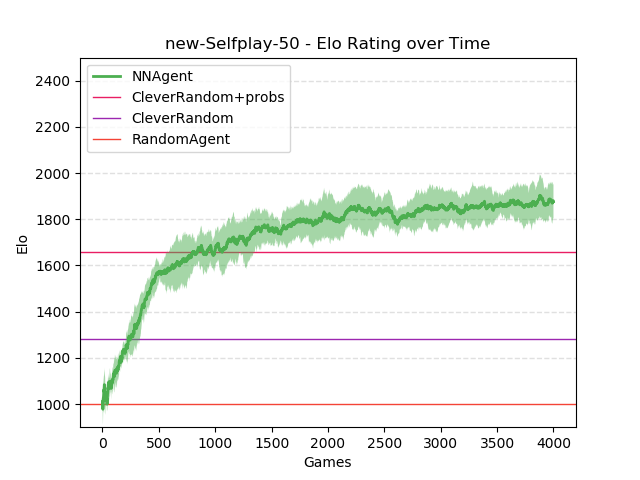 new-Selfplay-50 - Elo Rating over Time
NNAgent
CleverRandom+probs
CleverRandom
RandomAgent
2400
2200
2000
1800
1600
1400
1200
1000
Elo
0 500 1000 1500 2000 2500 3000 3500 4000
Games